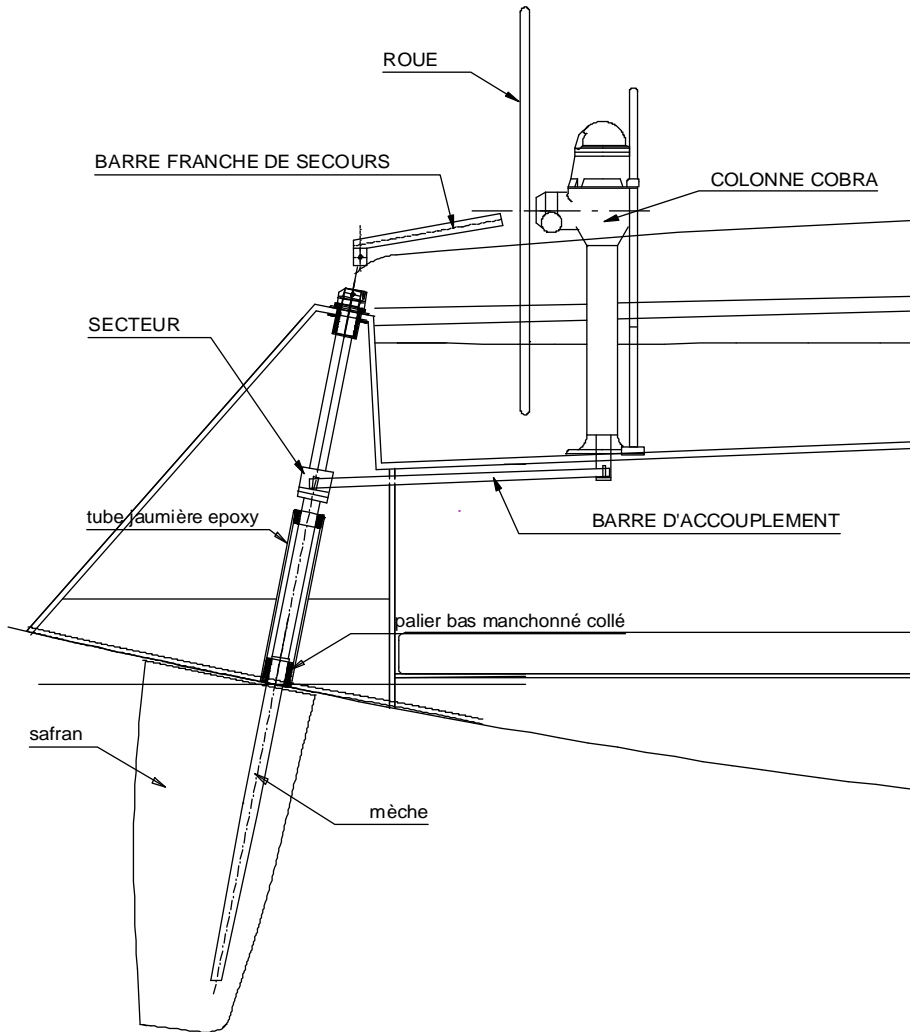 ROUE
BARRE FRANCHE DE SECOURS
COLONNE COBRA
SECTEUR
tube jaumière epoxy
BARRE D'ACCOUPLEMENT
palier bas manchonné collé
safran
mèche